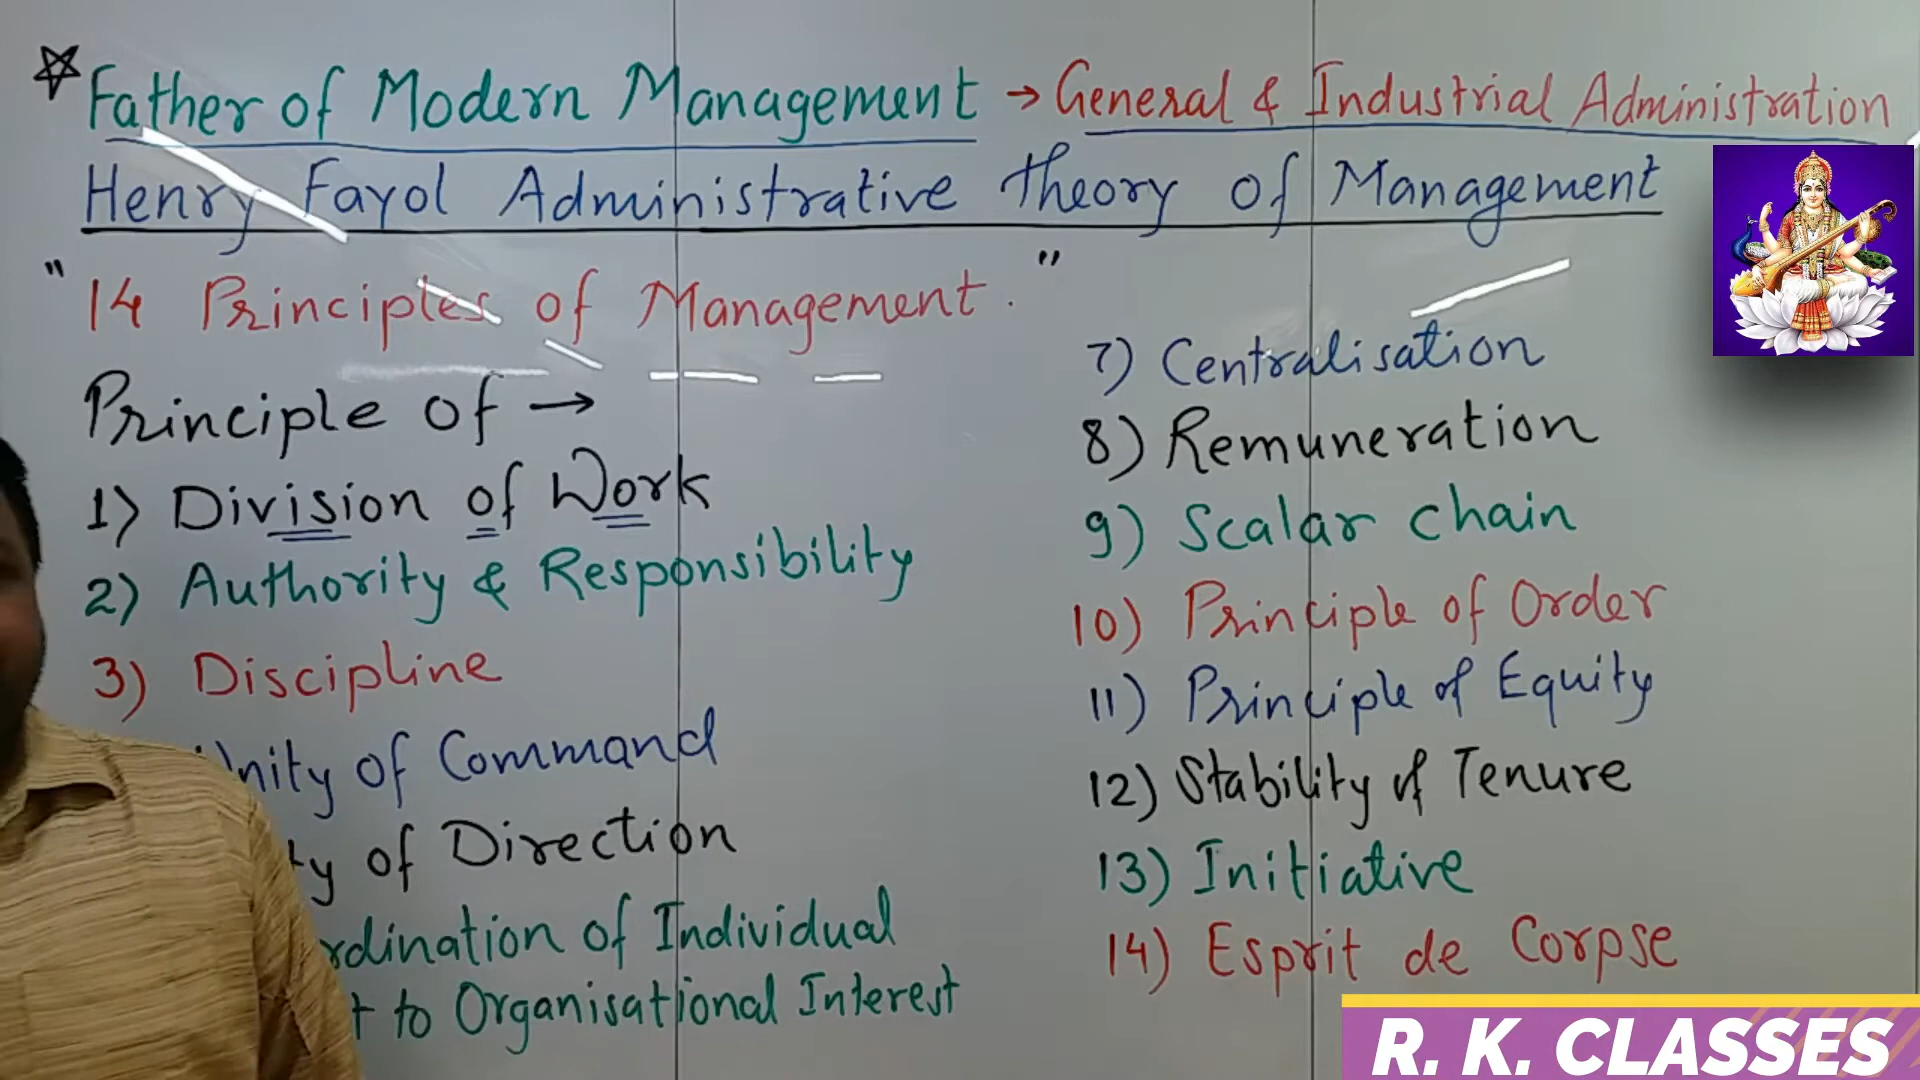 Father of Modern Management → General & Industrial Administration
Henry Fayol Administrative Theory of Management
"14 Principles of Management."
Principle of →
1) Division of Work
2) Authority & Responsibility
3) Discipline
of Command
of Direction
of Individual
to Organisational Interest
7) Centralisation
8) Remuneration
9) Scalar chain
10) Principle of Order
11) Principle of Equity
12) Stability of Tenure
13) Initiative
14) Esprit de Corpse
R. K. CLASSES